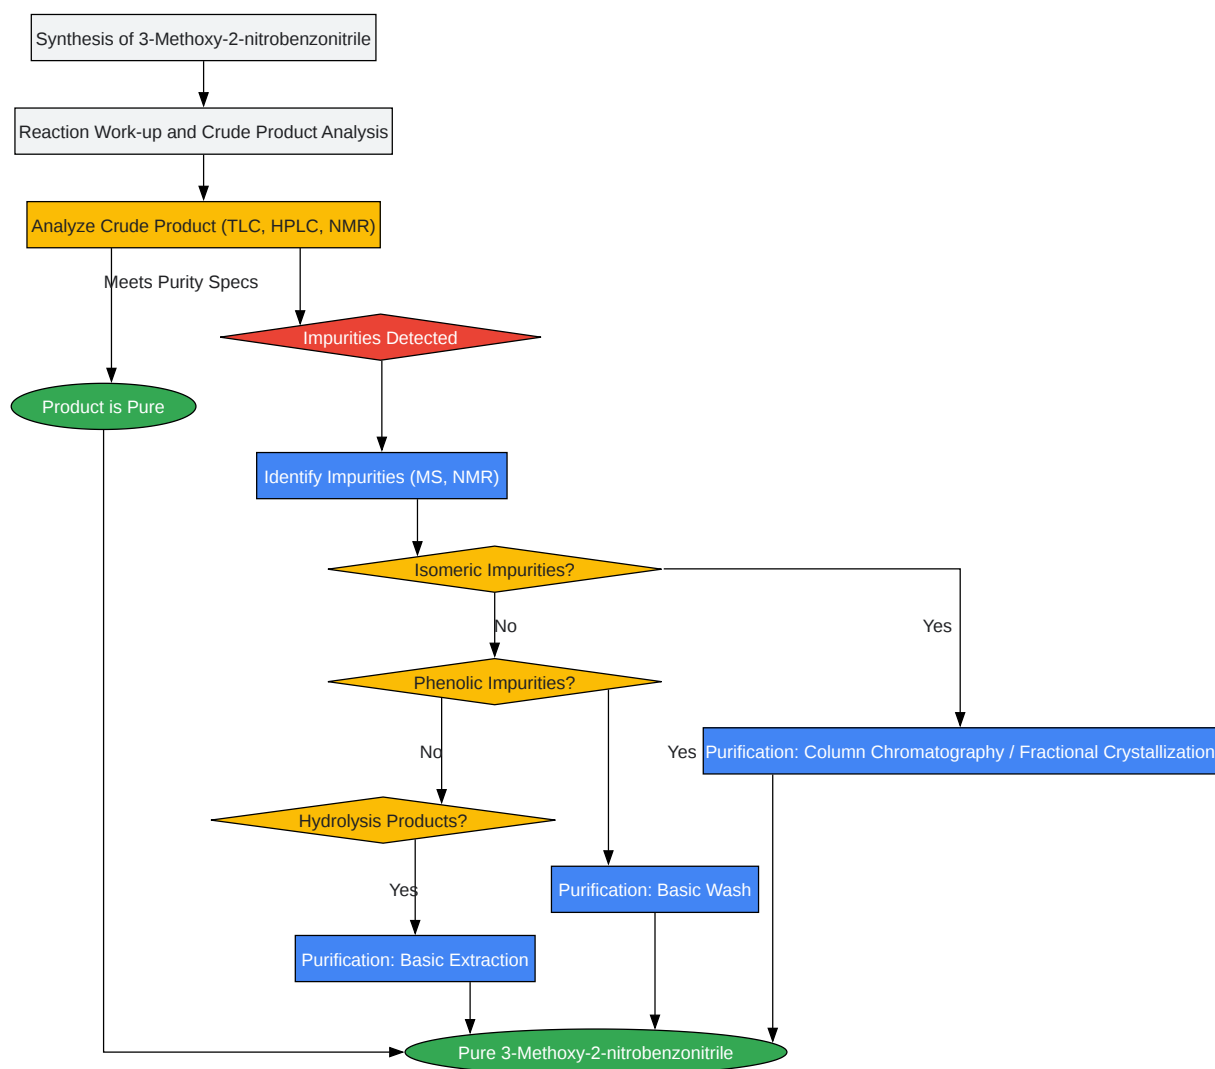 Synthesis of 3-Methoxy-2-nitrobenzonitrile
Reaction Work-up and Crude Product Analysis
Analyze Crude Product (TLC, HPLC, NMR)
Meets Purity Specs
Impurities Detected
Product is Pure
Identify Impurities (MS, NMR)
Isomeric Impurities?
No
Yes
Phenolic Impurities?
No
Yes
Purification: Column Chromatography / Fractional Crystallization
Hydrolysis Products?
Yes
Purification: Basic Wash
Purification: Basic Extraction
Pure 3-Methoxy-2-nitrobenzonitrile